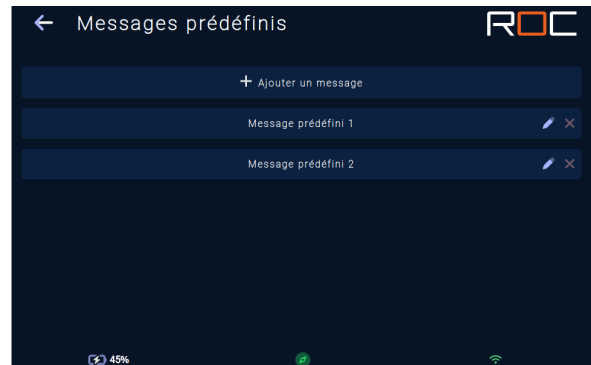 Messages prédéfinis
ROC
Ajouter un message
Message prédéfini 1
Message prédéfini 2
45%